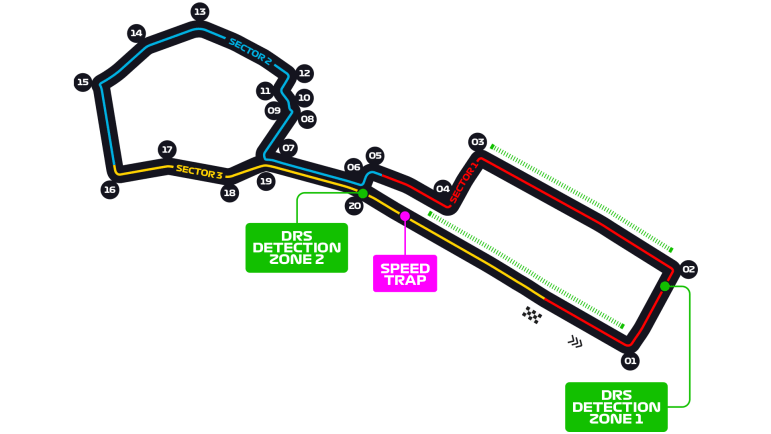 13
14
SECTOR 2
12
15
11
10
09
08
03
17
07
05
06
04
SECTOR 1
SECTOR 3
16
18
19
20
02
DRS
DETECTION
ZONE 2
SPEED
TRAP
01
DRS
DETECTION
ZONE 1